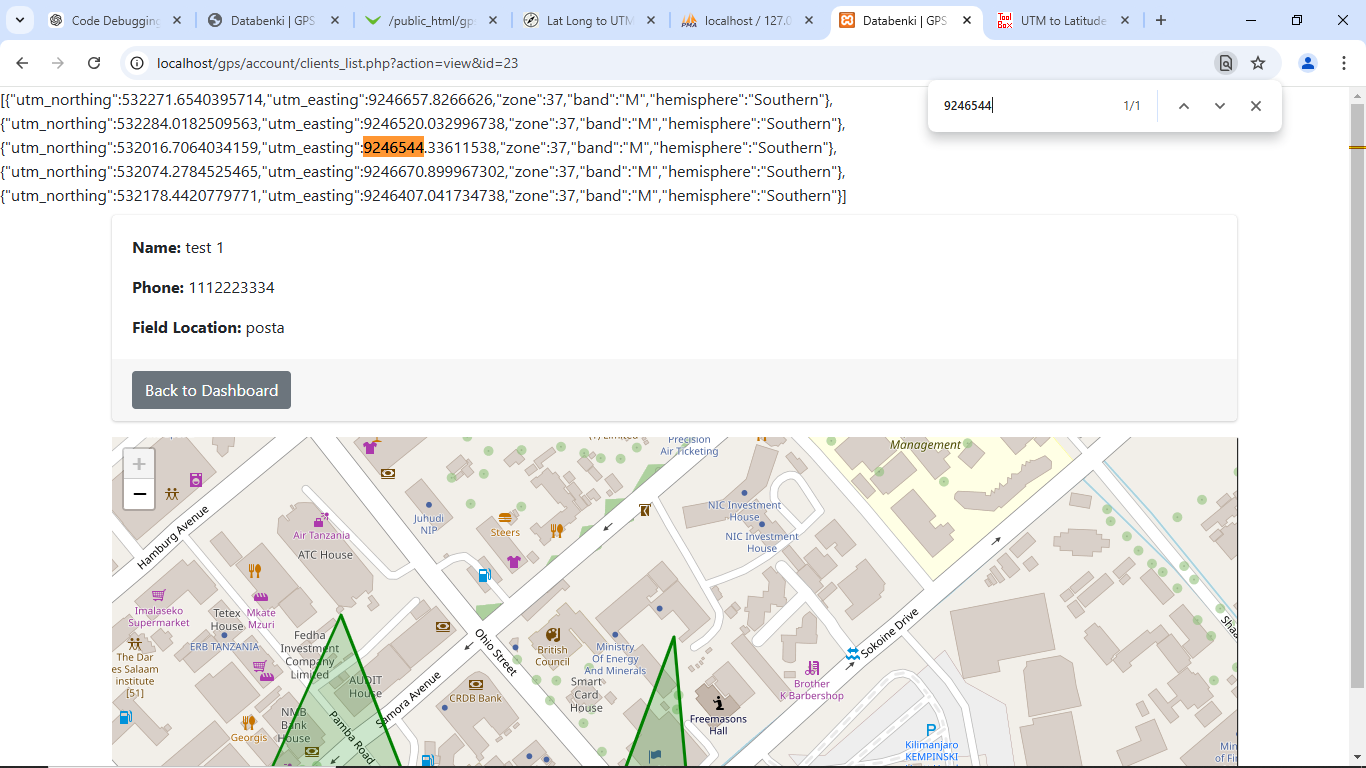 Code Debugging
Databenki | GPS
/public_html/gp
Lat Long to UTM
localhost / 127.0
Databenki | GPS
UTM to Latitude
localhost/gps/account/clients_list.php?action=view&id=23
9246544
1/1
[{"utm_northing":532271.6540395714,"utm_easting":9246657.8266626,"zone":37,"band":"M","hemisphere":"Southern"},
{"utm_northing":532284.0182509563,"utm_easting":9246520.032996738,"zone":37,"band":"M","hemisphere":"Southern"},
{"utm_northing":532016.7064034159,"utm_easting":9246544.33611538,"zone":37,"band":"M","hemisphere":"Southern"},
{"utm_northing":532074.2784525465,"utm_easting":9246670.899967302,"zone":37,"band":"M","hemisphere":"Southern"},
{"utm_northing":532178.4420779771,"utm_easting":9246407.041734738,"zone":37,"band":"M","hemisphere":"Southern"}]
Name: test 1
Phone: 1112223334
Field Location: posta
Back to Dashboard
+
−
Precision
Air Ticketing
Management
Hamburg Avenue
Juhudi
NIP
Steers
NIC Investment
House
NIC Investment
House
Air Tanzania
ATC House
Imalaseko
Supermarket
Tetex
House
Mkate
Mzuri
ERB TANZANIA
Fedha
Investment
Company
Limited
The Dar
es Salaam
institute
[51]
AUDIT
House
Ohio Street
British
Council
Ministry
Of Energy
And Minerals
Smart
Card
House
Sokoine Drive
Brother
K Barbershop
Samora Avenue
CRDB Bank
Freemasons
Hall
NMB
Bank
House
Georgis
Pamba Road
Kilimanjaro
KEMPINSKI